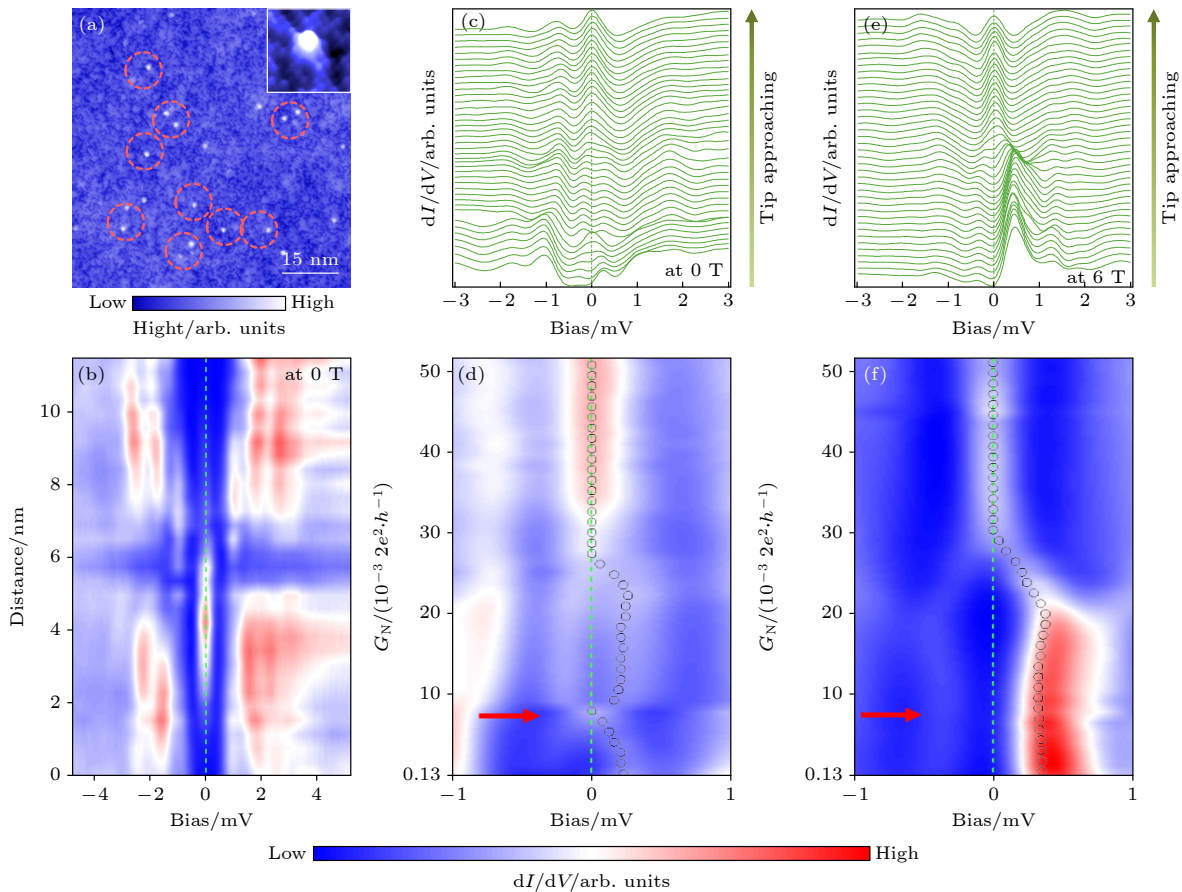 (a)
15 nm
Low High
Hight/arb. units
(c)
dI/dV/arb. units
at 0 T
−3 −2 −1 0 1 2 3
Bias/mV
Tip approaching
(e)
dI/dV/arb. units
at 6 T
−3 −2 −1 0 1 2 3
Bias/mV
Tip approaching
(b) at 0 T
Distance/nm
10
8
6
4
2
0
−4 −2 0 2 4
Bias/mV
(d)
G_N/(10⁻³ 2e²·h⁻¹)
50
40
30
20
10
0.13
−1 0 1
Bias/mV
(f)
G_N/(10⁻³ 2e²·h⁻¹)
50
40
30
20
10
0.13
−1 0 1
Bias/mV
Low High
dI/dV/arb. units